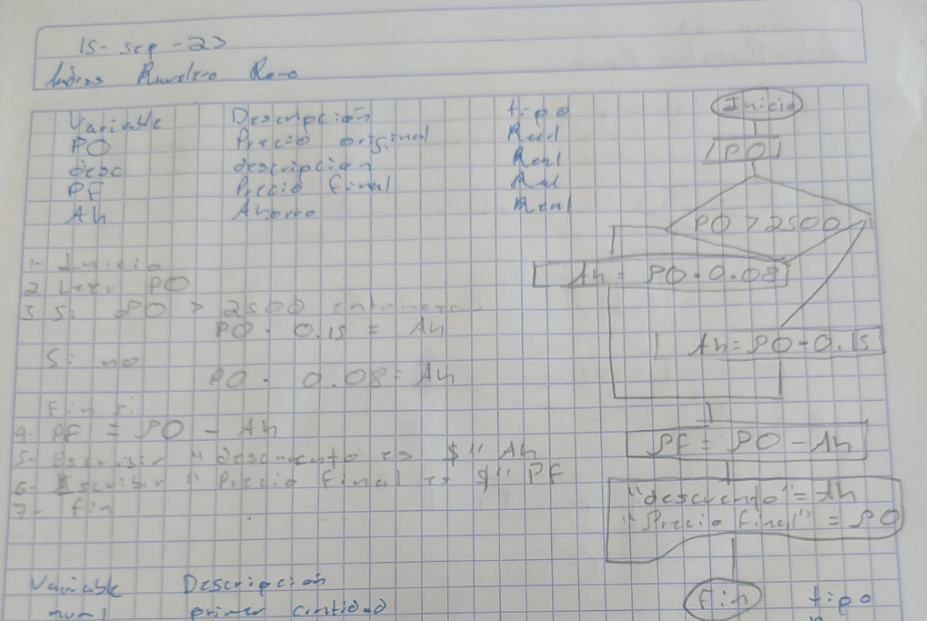 15- sep -23
Variable Descripción tipo
PO Precio original Real
desc descripcion Real
PF Precio final Real
Ah Ahorro Real
1- Inicio
2 Leer PO
3 Si PO > 2500 entonces
PO · 0.15 = Ah
Si no
PO · 0.08 = Ah
Fin si
4- PF = PO - Ah
5- Escribir "descuento es $" Ah
6- Escribir "Precio final es $" PF
7- fin
Inicio
PO
PO > 2500
Ah = PO · 0.08
Ah = PO · 0.15
PF = PO - Ah
"descuento" = Ah
"Precio final" = PO
Fin
Variable Descripcion tipo
num1 primer cantidad